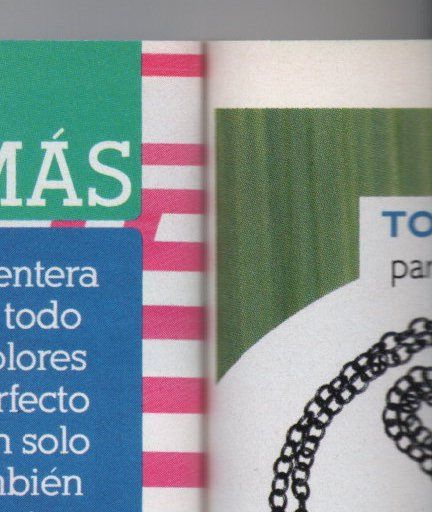 MÁS
entera
todo
olores
rfecto
n solo
mbién
TO
par